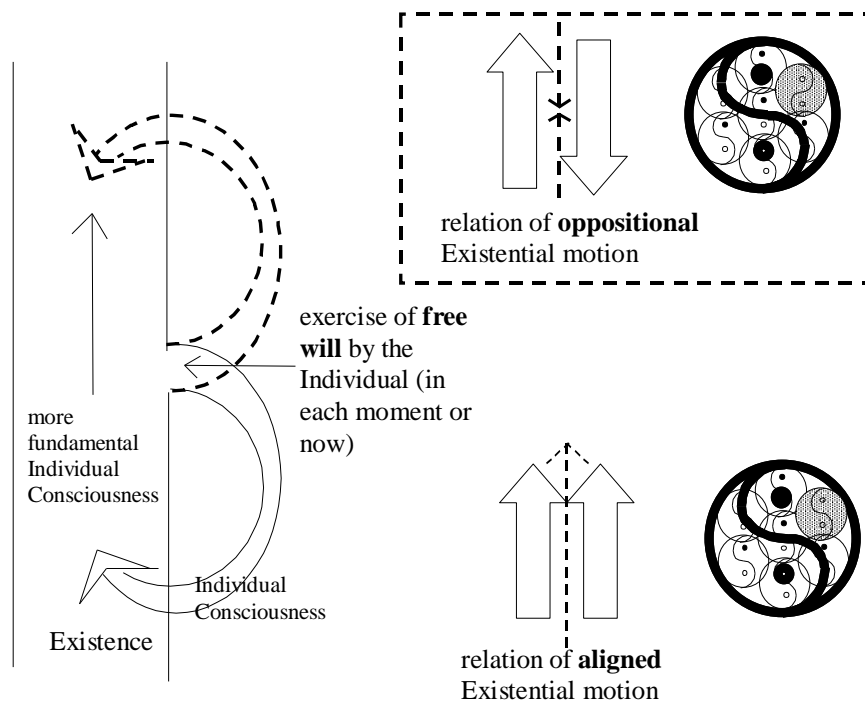 relation of oppositional
Existential motion
exercise of free
will by the
Individual (in
each moment or
now)
more
fundamental
Individual
Consciousness
Individual
Consciousness
Existence
relation of aligned
Existential motion